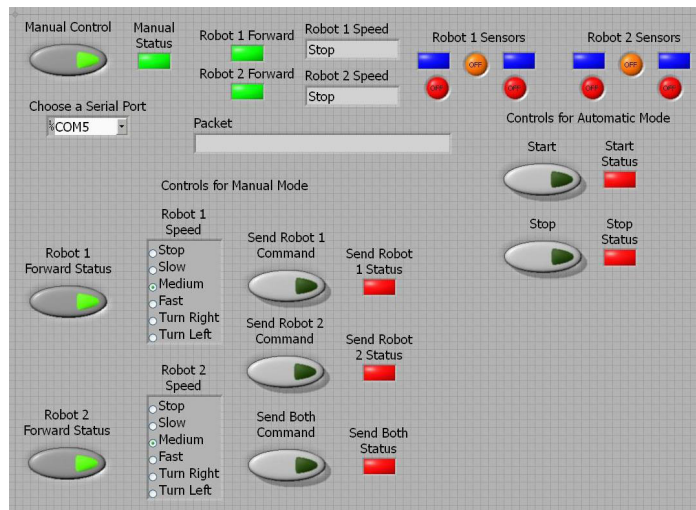 Manual Control
Manual
Status
Robot 1 Forward
Robot 1 Speed
Stop
Robot 2 Forward
Robot 2 Speed
Stop
Robot 1 Sensors
OFF
OFF
OFF
Robot 2 Sensors
OFF
OFF
OFF
Choose a Serial Port
COM5
Packet
Controls for Automatic Mode
Start
Start
Status
Stop
Stop
Status
Controls for Manual Mode
Robot 1
Forward Status
Robot 1
Speed
Stop
Slow
Medium
Fast
Turn Right
Turn Left
Send Robot 1
Command
Send Robot
1 Status
Send Robot 2
Command
Send Robot
2 Status
Robot 2
Forward Status
Robot 2
Speed
Stop
Slow
Medium
Fast
Turn Right
Turn Left
Send Both
Command
Send Both
Status